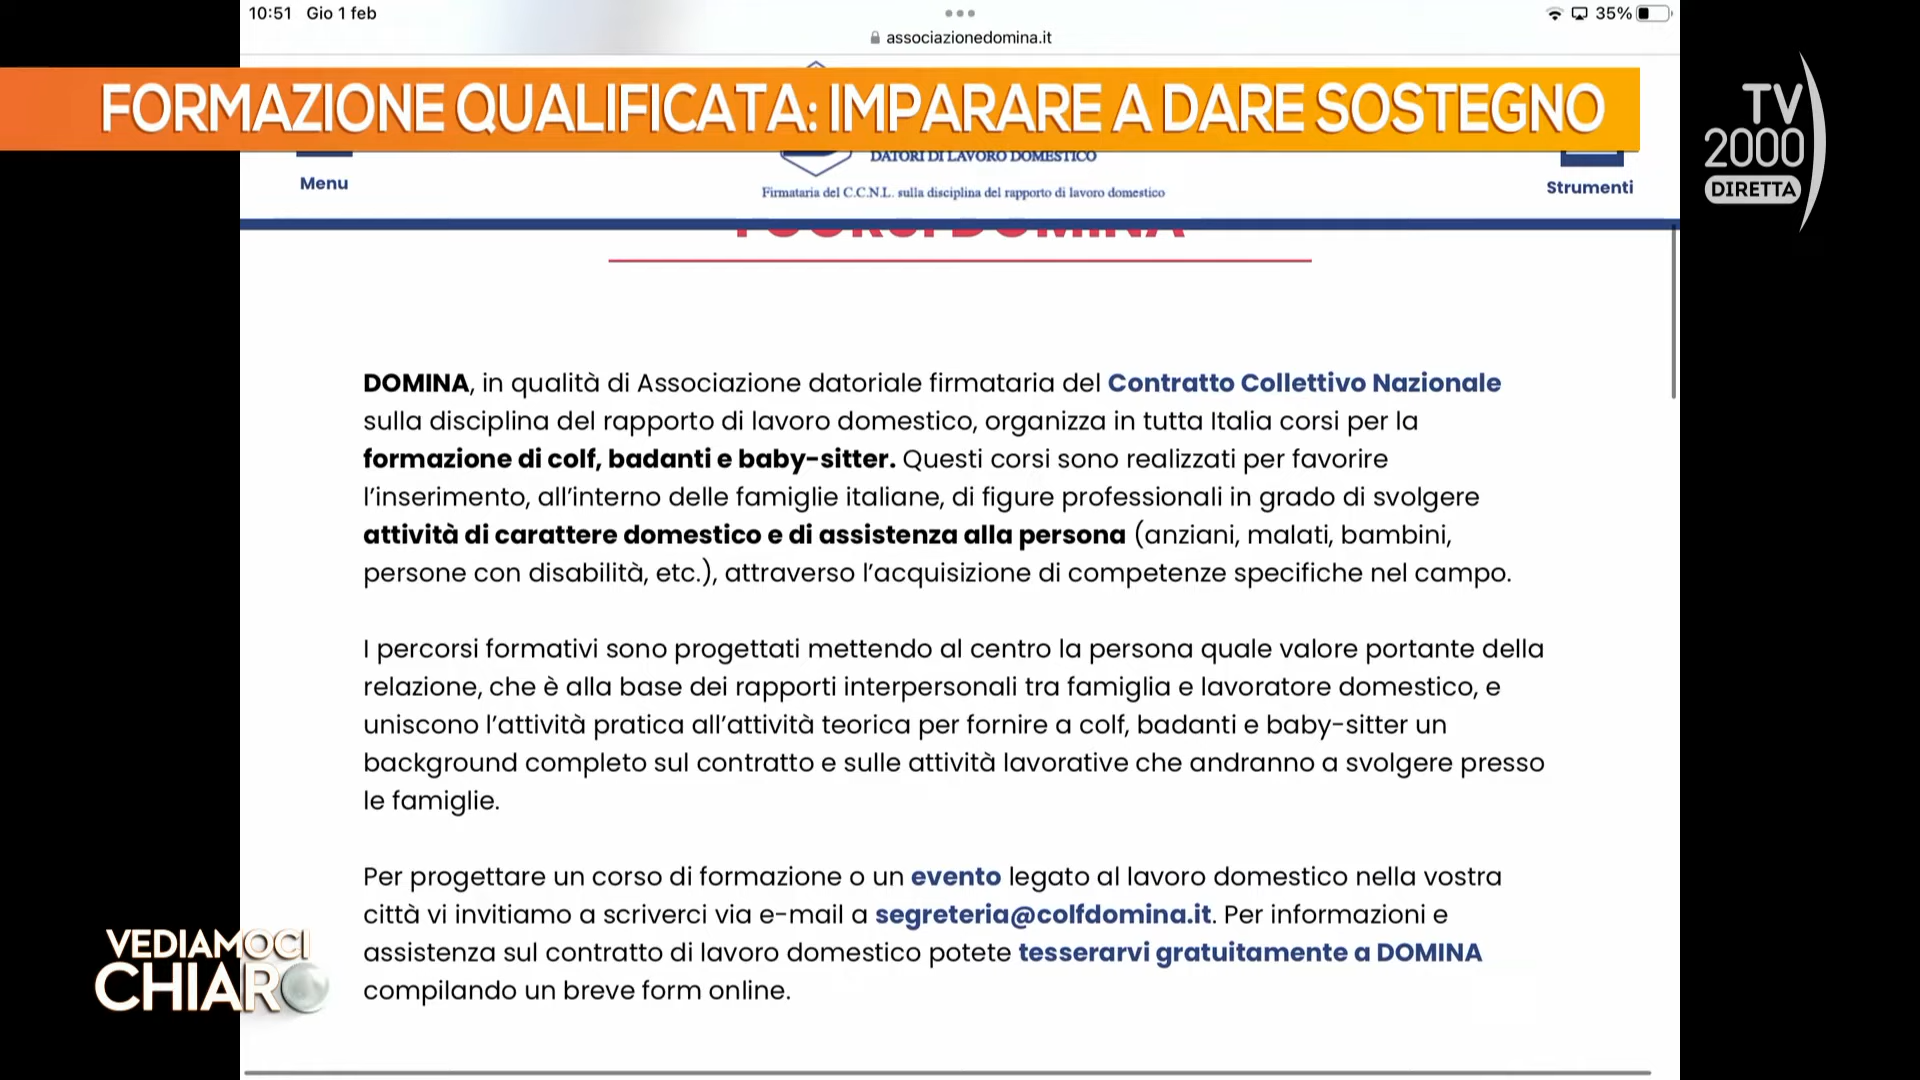 10:51 Gio 1 feb
35%
associazionedomina.it
FORMAZIONE QUALIFICATA: IMPARARE A DARE SOSTEGNO
TV
2000
DIRETTA
DATORI DI LAVORO DOMESTICO
Menu
Firmataria del C.C.N.L. sulla disciplina del rapporto di lavoro domestico
Strumenti
I CORSI DOMINA
DOMINA, in qualità di Associazione datoriale firmataria del Contratto Collettivo Nazionale
sulla disciplina del rapporto di lavoro domestico, organizza in tutta Italia corsi per la
formazione di colf, badanti e baby-sitter. Questi corsi sono realizzati per favorire
l'inserimento, all'interno delle famiglie italiane, di figure professionali in grado di svolgere
attività di carattere domestico e di assistenza alla persona (anziani, malati, bambini,
persone con disabilità, etc.), attraverso l'acquisizione di competenze specifiche nel campo.
I percorsi formativi sono progettati mettendo al centro la persona quale valore portante della
relazione, che è alla base dei rapporti interpersonali tra famiglia e lavoratore domestico, e
uniscono l'attività pratica all'attività teorica per fornire a colf, badanti e baby-sitter un
background completo sul contratto e sulle attività lavorative che andranno a svolgere presso
le famiglie.
Per progettare un corso di formazione o un evento legato al lavoro domestico nella vostra
città vi invitiamo a scriverci via e-mail a segreteria@colfdomina.it. Per informazioni e
assistenza sul contratto di lavoro domestico potete tesserarvi gratuitamente a DOMINA
compilando un breve form online.
VEDIAMOCI
CHIARO